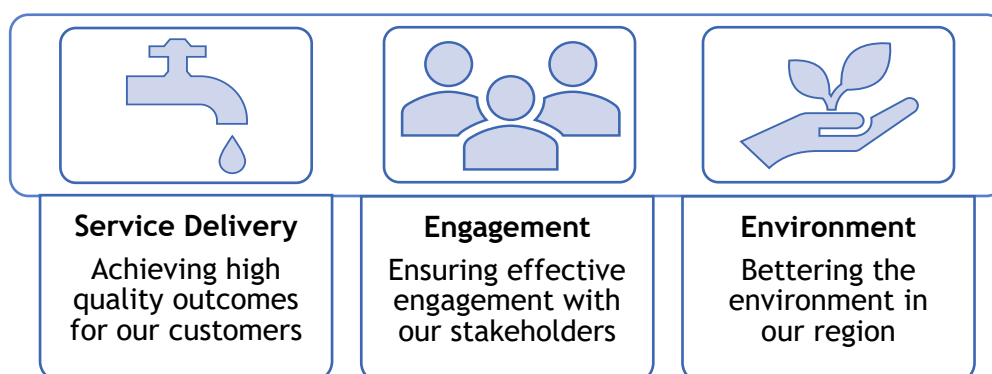 Service Delivery
Achieving high
quality outcomes
for our customers
Engagement
Ensuring effective
engagement with
our stakeholders
Environment
Bettering the
environment in
our region